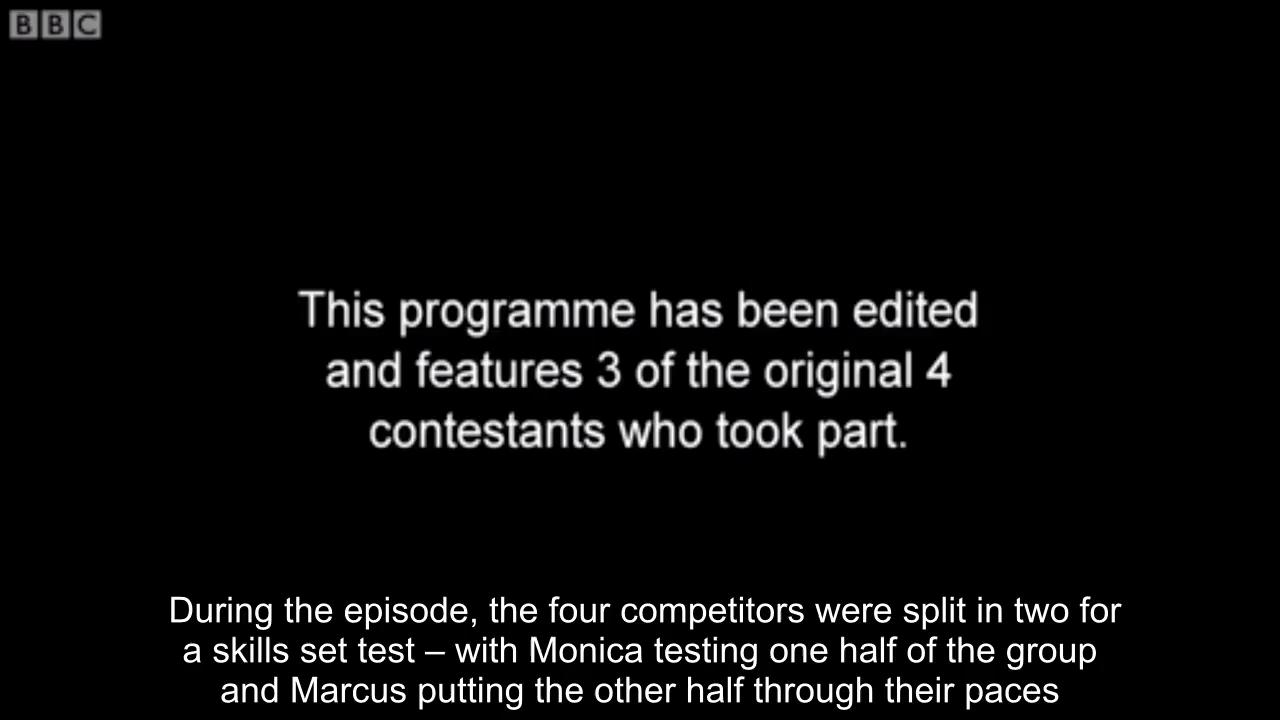 BBC
This programme has been edited
and features 3 of the original 4
contestants who took part.
During the episode, the four competitors were split in two for
a skills set test – with Monica testing one half of the group
and Marcus putting the other half through their paces